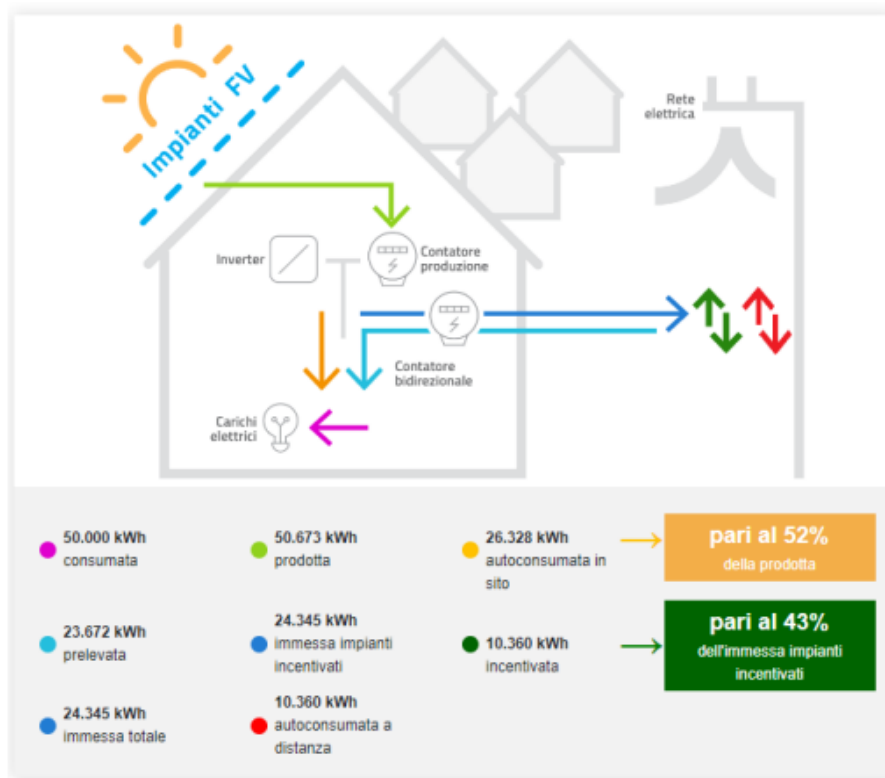 Impianti FV
Rete
elettrica
Inverter
Contatore
produzione
Contatore
bidirezionale
Carichi
elettrici
50.000 kWh
consumata
50.673 kWh
prodotta
26.328 kWh
autoconsumata in
sito
pari al 52%
della prodotta
23.672 kWh
prelevata
24.345 kWh
immessa impianti
incentivati
10.360 kWh
incentivata
pari al 43%
dell'immessa impianti
incentivati
24.345 kWh
immessa totale
10.360 kWh
autoconsumata a
distanza